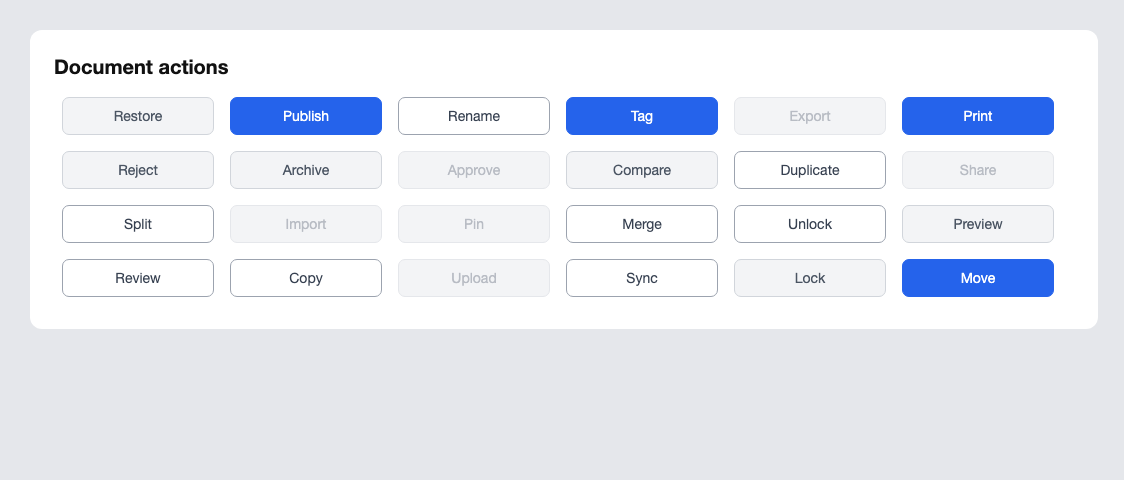 Document actions
Restore Publish Rename Tag Export Print
Reject Archive Approve Compare Duplicate Share
Split Import Pin Merge Unlock Preview
Review Copy Upload Sync Lock Move